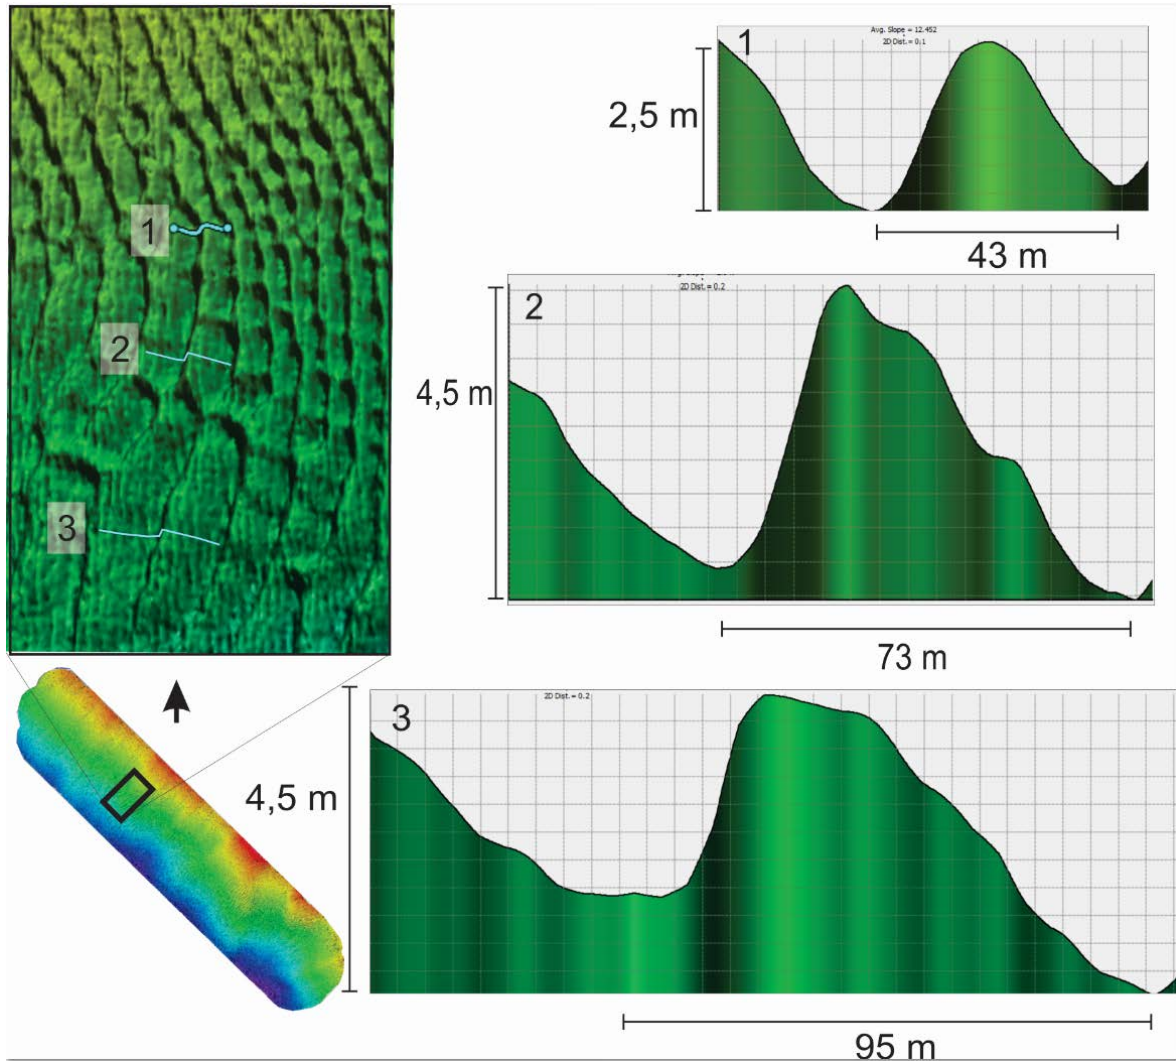 1
2
3
1
Avg. Slope = 12.452
2D Dist. = 0.1
2,5 m
43 m
2
2D Dist. = 0.2
4,5 m
73 m
3
2D Dist. = 0.2
4,5 m
95 m